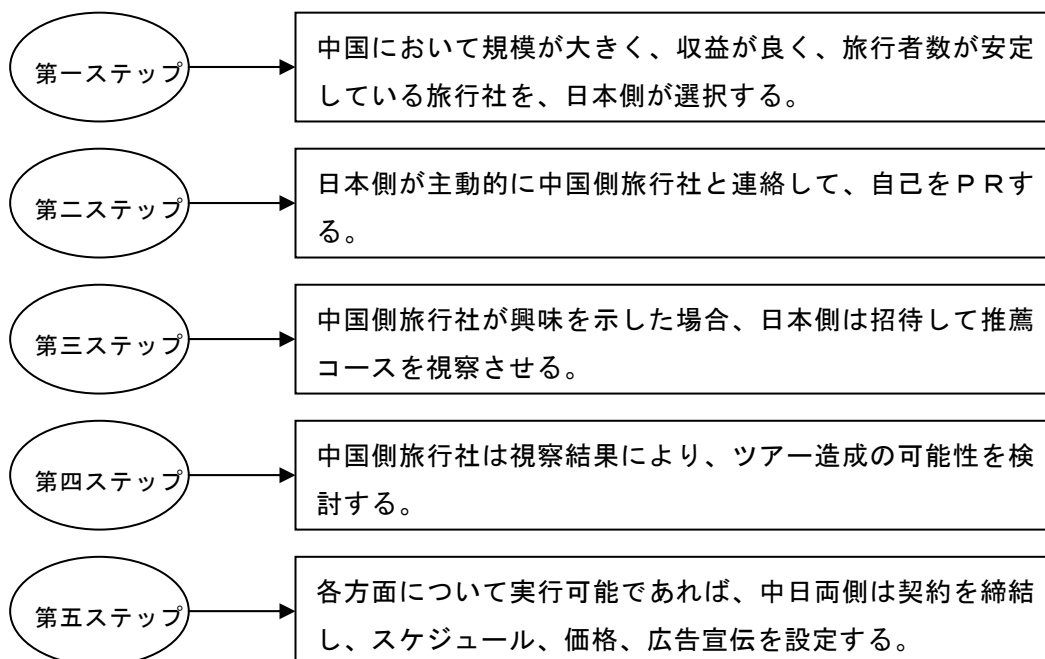 第一ステップ
中国において規模が大きく、収益が良く、旅行者数が安定
している旅行社を、日本側が選択する。
第二ステップ
日本側が主動的に中国側旅行社と連絡して、自己をＰＲす
る。
第三ステップ
中国側旅行社が興味を示した場合、日本側は招待して推薦
コースを視察させる。
第四ステップ
中国側旅行社は視察結果により、ツアー造成の可能性を検
討する。
第五ステップ
各方面について実行可能であれば、中日両側は契約を締結
し、スケジュール、価格、広告宣伝を設定する。